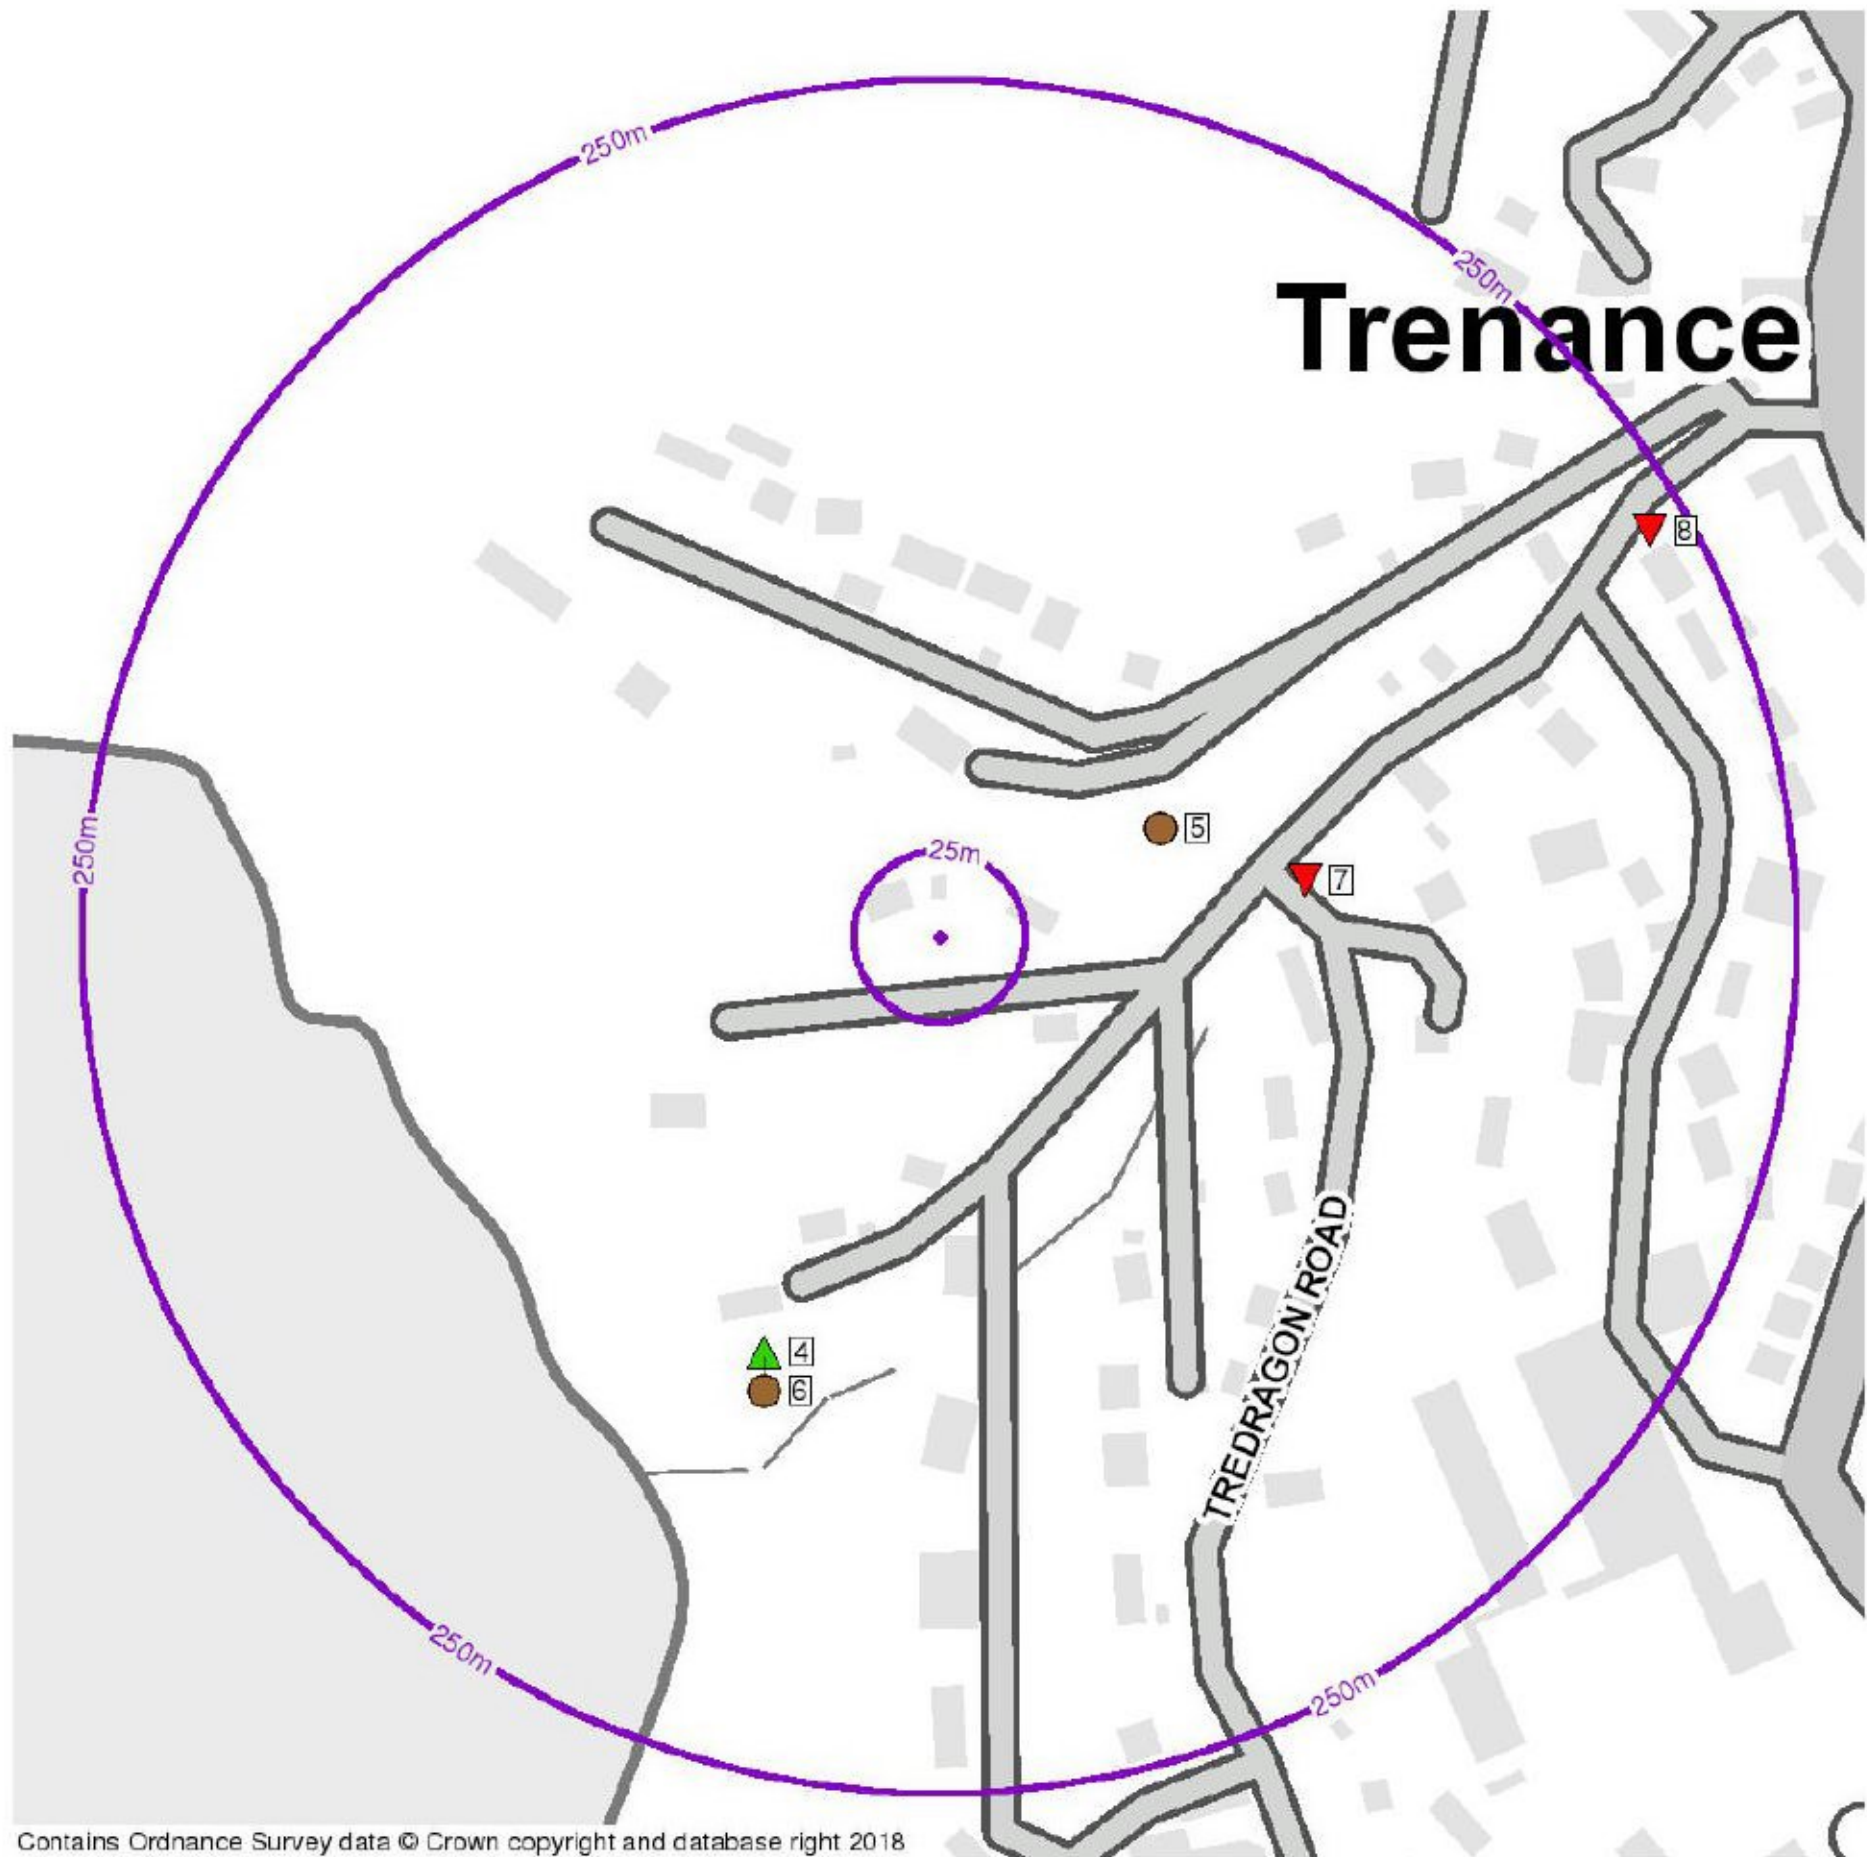 250m
250m
Trenance
8
5
250m
25m
7
TREDRAGON ROAD
4
6
250m
250m
Contains Ordnance Survey data © Crown copyright and database right 2018